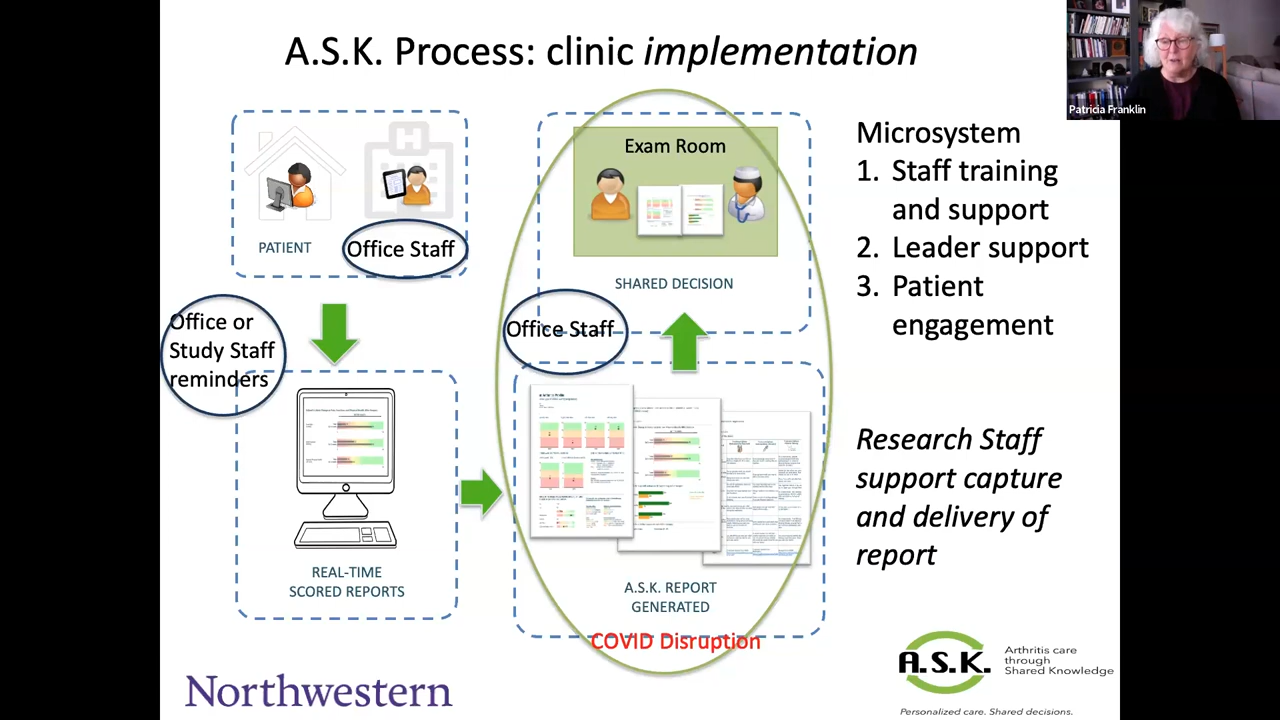 A.S.K. Process: clinic implementation
Patricia Franklin
PATIENT
Office Staff
Office or
Study Staff
reminders
REAL-TIME
SCORED REPORTS
Exam Room
SHARED DECISION
Office Staff
A.S.K. REPORT
GENERATED
COVID Disruption
Microsystem
1. Staff training
and support
2. Leader support
3. Patient
engagement
Research Staff
support capture
and delivery of
report
Northwestern
A.S.K.
Arthritis care
through
Shared Knowledge
Personalized care. Shared decisions.